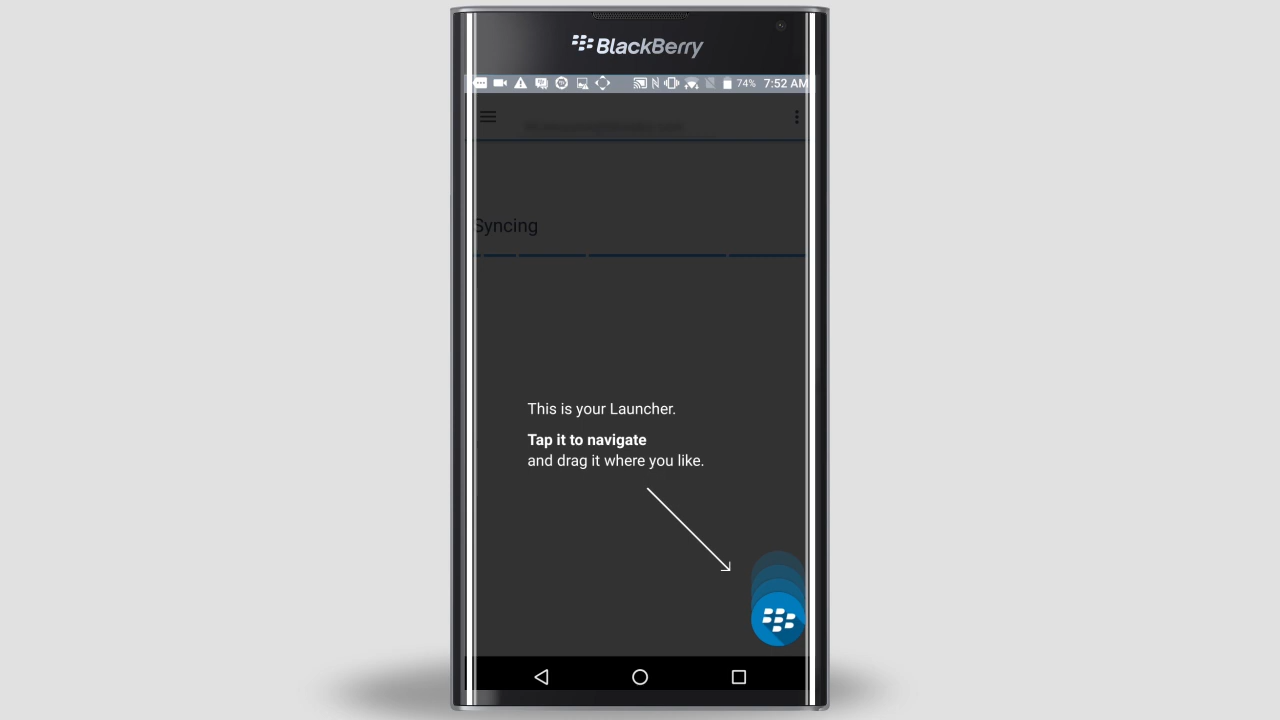 BlackBerry
74% 7:52 AM
Syncing
This is your Launcher.
Tap it to navigate
and drag it where you like.